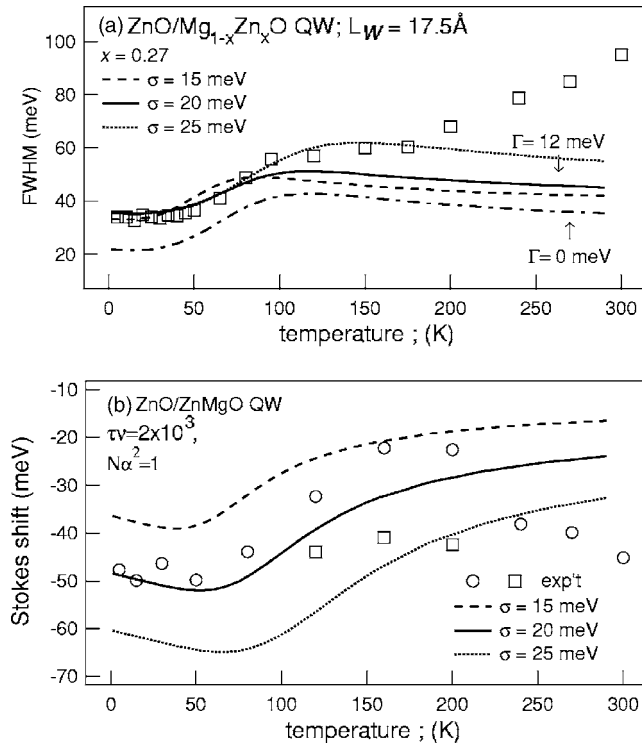 (a) ZnO/Mg1-xZnxO QW; LW = 17.5Å
x = 0.27
σ = 15 meV
σ = 20 meV
σ = 25 meV
Γ= 12 meV
Γ= 0 meV
FWHM (meV)
100
80
60
40
20
0
50
100
150
200
250
300
temperature ; (K)
(b) ZnO/ZnMgO QW
τν=2x10³,
Nα²=1
exp't
σ = 15 meV
σ = 20 meV
σ = 25 meV
Stokes shift (meV)
-10
-20
-30
-40
-50
-60
-70
0
50
100
150
200
250
300
temperature ; (K)